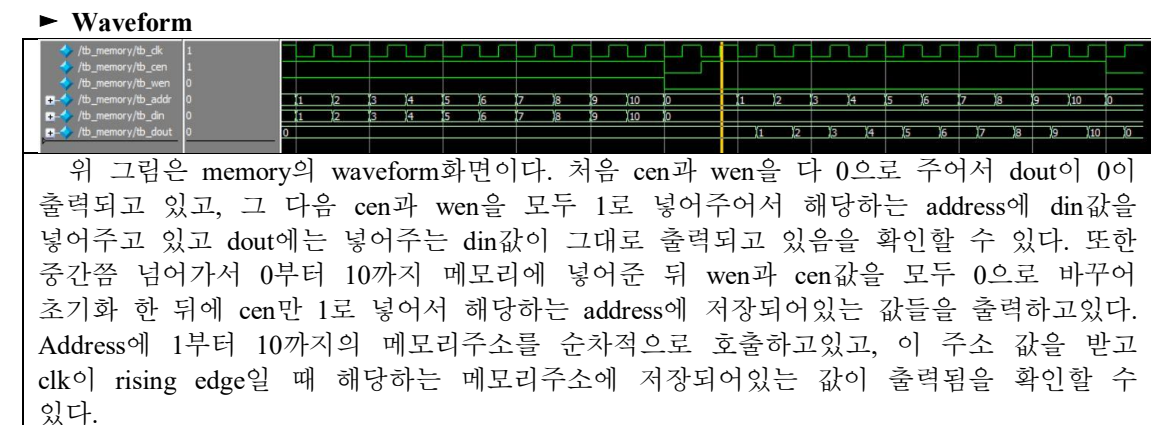 ► Waveform
/tb_memory/tb_clk 1
/tb_memory/tb_cen 1
/tb_memory/tb_wen 0
/tb_memory/tb_addr 0 1 2 3 4 5 6 7 8 9 10 0 1 2 3 4 5 6 7 8 9 10 0
/tb_memory/tb_din 0 1 2 3 4 5 6 7 8 9 10 0
/tb_memory/tb_dout 0 0 1 2 3 4 5 6 7 8 9 10 0
위 그림은 memory의 waveform화면이다. 처음 cen과 wen을 다 0으로 주어서 dout이 0이
출력되고 있고, 그 다음 cen과 wen을 모두 1로 넣어주어서 해당하는 address에 din값을
넣어주고 있고 dout에는 넣어주는 din값이 그대로 출력되고 있음을 확인할 수 있다. 또한
중간쯤 넘어가서 0부터 10까지 메모리에 넣어준 뒤 wen과 cen값을 모두 0으로 바꾸어
초기화 한 뒤에 cen만 1로 넣어서 해당하는 address에 저장되어있는 값들을 출력하고있다.
Address에 1부터 10까지의 메모리주소를 순차적으로 호출하고있고, 이 주소 값을 받고
clk이 rising edge일 때 해당하는 메모리주소에 저장되어있는 값이 출력됨을 확인할 수
있다.